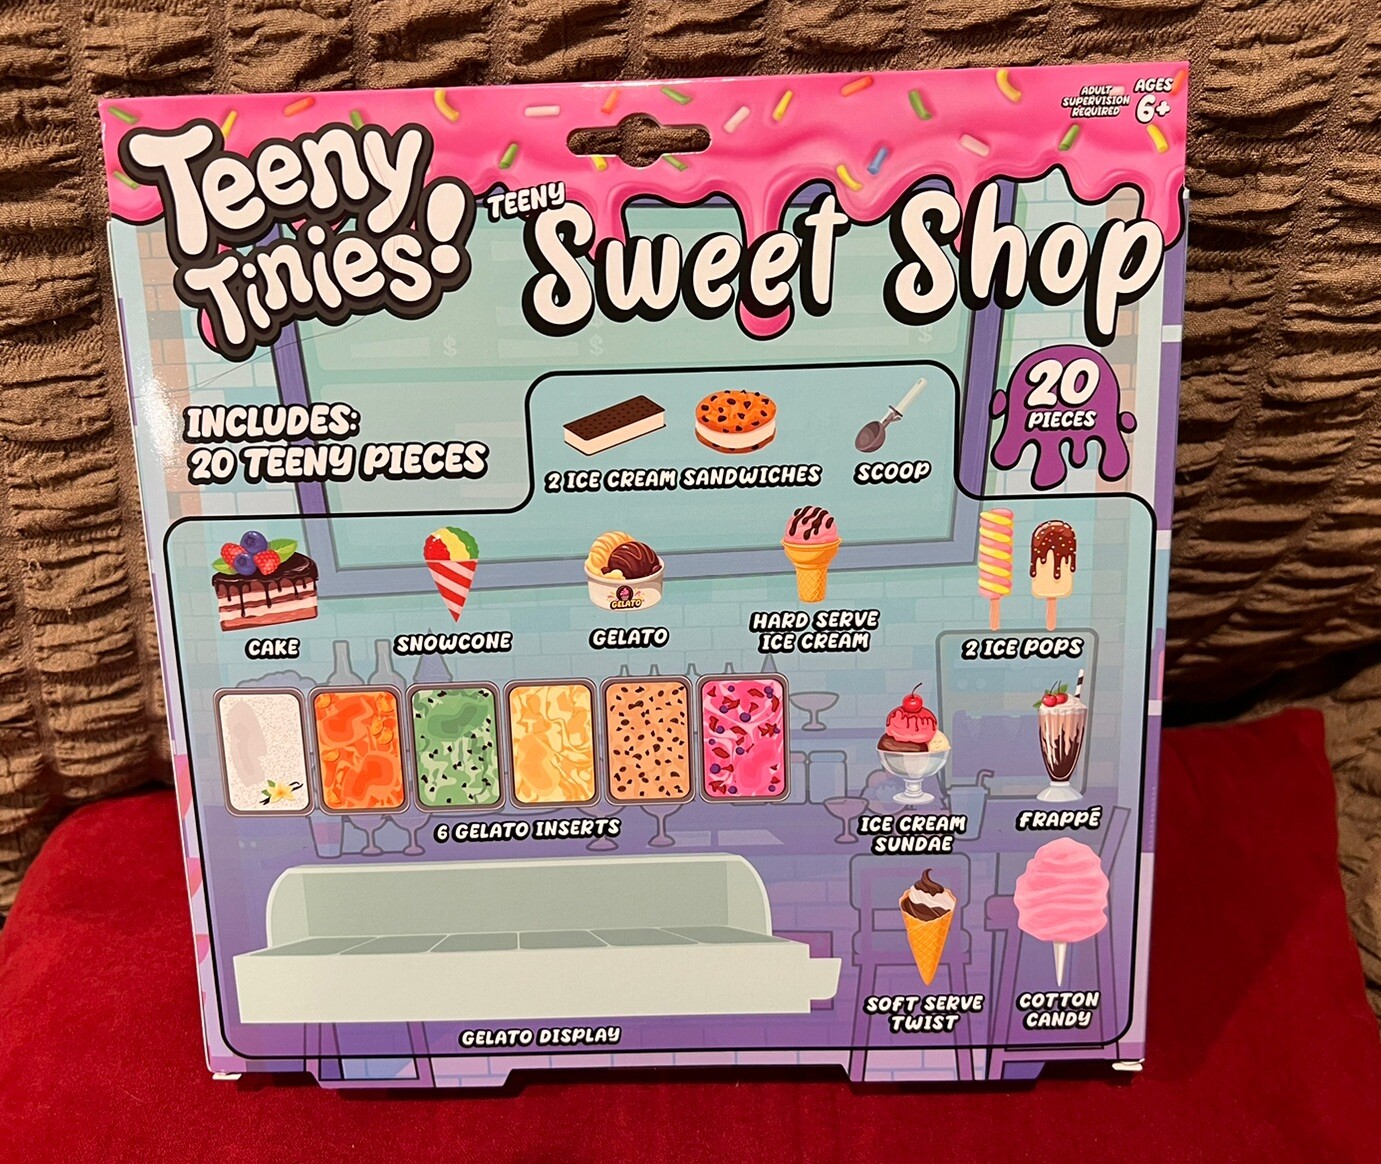 Teeny
Tinies!
TEENY
Sweet Shop
ADULT
SUPERVISION
REQUIRED
AGES
6+
INCLUDES:
20 TEENY PIECES
20
PIECES
2 ICE CREAM SANDWICHES
SCOOP
$
$
$
CAKE
SNOWCONE
GELATO
GELATO
HARD SERVE
ICE CREAM
2 ICE POPS
6 GELATO INSERTS
ICE CREAM
SUNDAE
FRAPPÉ
GELATO DISPLAY
SOFT SERVE
TWIST
COTTON
CANDY